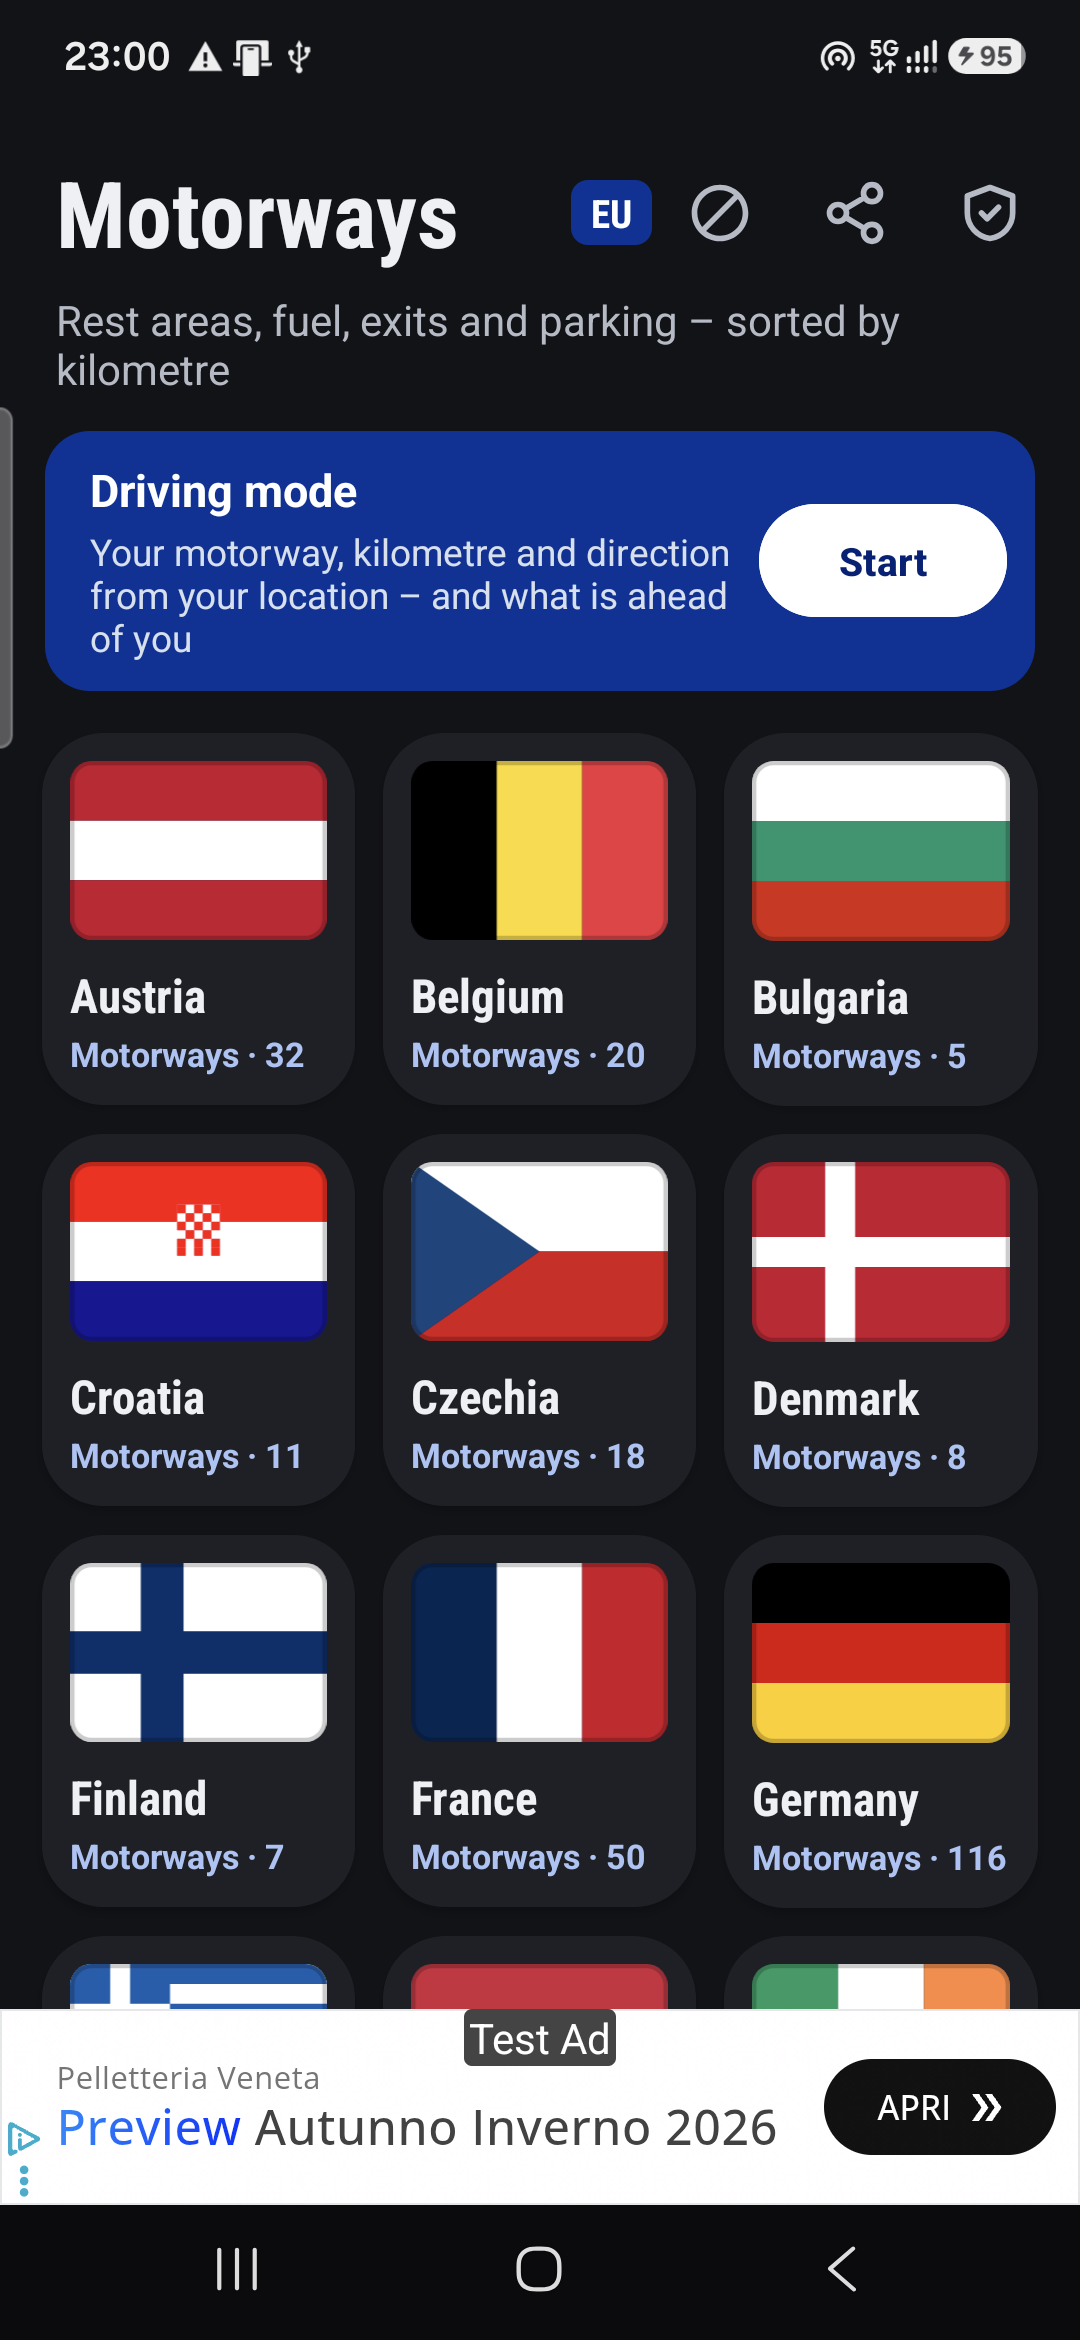 23:00
5G
95
Motorways
EU
Rest areas, fuel, exits and parking – sorted by
kilometre
Driving mode
Your motorway, kilometre and direction
from your location – and what is ahead
of you
Start
Austria
Motorways · 32
Belgium
Motorways · 20
Bulgaria
Motorways · 5
Croatia
Motorways · 11
Czechia
Motorways · 18
Denmark
Motorways · 8
Finland
Motorways · 7
France
Motorways · 50
Germany
Motorways · 116
Test Ad
Pelletteria Veneta
Preview Autunno Inverno 2026
APRI